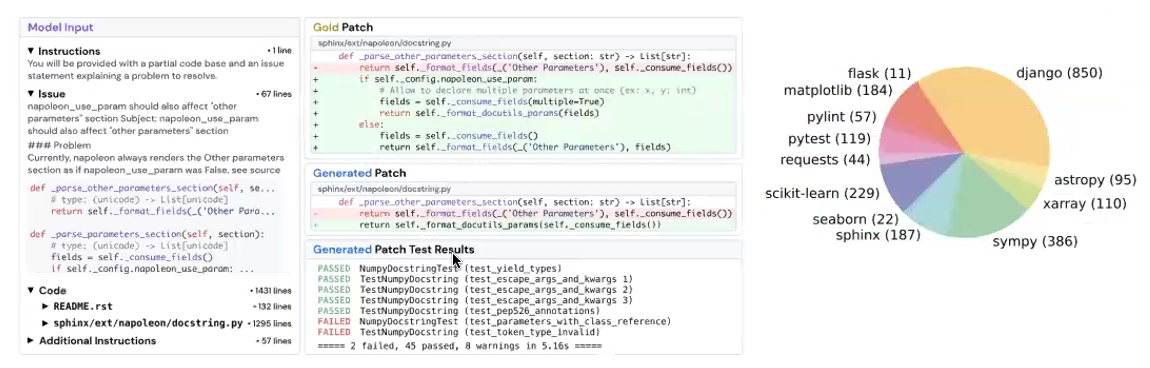 Model Input
▼ Instructions • 1 line
You will be provided with a partial code base and an issue
statement explaining a problem to resolve.
▼ Issue • 67 lines
napoleon_use_param should also affect "other
parameters" section Subject: napoleon_use_param
should also affect "other parameters" section
### Problem
Currently, napoleon always renders the Other parameters
section as if napoleon_use_param was False, see source
def _parse_other_parameters_section(self, se...
# type: (unicode) -> List[unicode]
return self._format_fields(_('Other Para...
def _parse_other_parameters_section(self, section):
# type: (unicode) -> List[unicode]
fields = self._consume_fields()
if self._config.napoleon_use_param: ...
▼ Code • 1431 lines
► README.rst • 132 lines
► sphinx/ext/napoleon/docstring.py • 1295 lines
► Additional Instructions • 57 lines
Gold Patch
sphinx/ext/napoleon/docstring.py
def _parse_other_parameters_section(self, section: str) -> List[str]:
- return self._format_fields(_('Other Parameters'), self._consume_fields())
+ if self._config.napoleon_use_param:
+ # Allow to declare multiple parameters at once (ex: x, y: int)
+ fields = self._consume_fields(multiple=True)
+ return self._format_docutils_params(fields)
+ else:
+ fields = self._consume_fields()
+ return self._format_fields(_('Other Parameters'), fields)
Generated Patch
sphinx/ext/napoleon/docstring.py
def _parse_other_parameters_section(self, section: str) -> List[str]:
- return self._format_fields(_('Other Parameters'), self._consume_fields())
+ return self._format_docutils_params(self._consume_fields())
Generated Patch Test Results
PASSED NumpyDocstringTest (test_yield_types)
PASSED TestNumpyDocstring (test_escape_args_and_kwargs 1)
PASSED TestNumpyDocstring (test_escape_args_and_kwargs 2)
PASSED TestNumpyDocstring (test_escape_args_and_kwargs 3)
PASSED TestNumpyDocstring (test_pep526_annotations)
FAILED NumpyDocstringTest (test_parameters_with_class_reference)
FAILED TestNumpyDocstring (test_token_type_invalid)
===== 2 failed, 45 passed, 8 warnings in 5.16s =====
flask (11)
matplotlib (184)
pylint (57)
pytest (119)
requests (44)
scikit-learn (229)
seaborn (22)
sphinx (187)
django (850)
astropy (95)
xarray (110)
sympy (386)